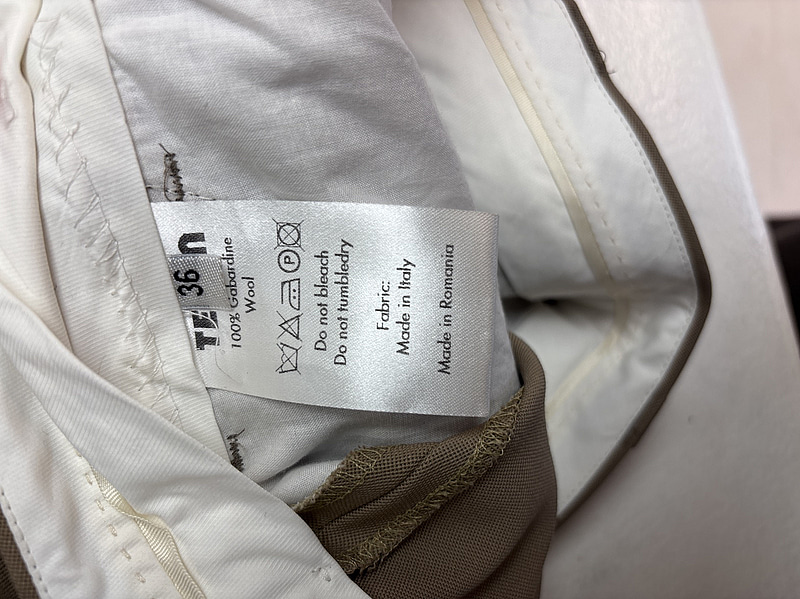 36
100% Gabardine
Wool
Do not bleach
Do not tumbledry
Fabric:
Made in Italy
Made in Romania